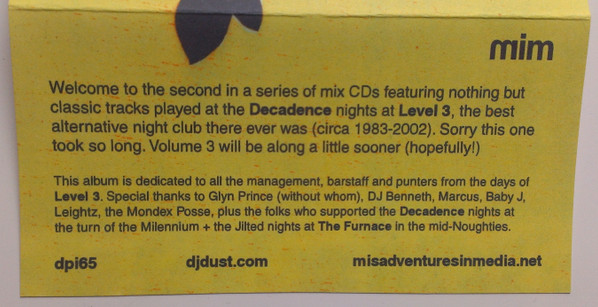 mim
Welcome to the second in a series of mix CDs featuring nothing but
classic tracks played at the Decadence nights at Level 3, the best
alternative night club there ever was (circa 1983-2002). Sorry this one
took so long. Volume 3 will be along a little sooner (hopefully!)
This album is dedicated to all the management, barstaff and punters from the days of
Level 3. Special thanks to Glyn Prince (without whom), DJ Benneth, Marcus, Baby J,
Leightz, the Mondex Posse, plus the folks who supported the Decadence nights at
the turn of the Milennium + the Jilted nights at The Furnace in the mid-Noughties.
dpi65 djdust.com misadventuresinmedia.net